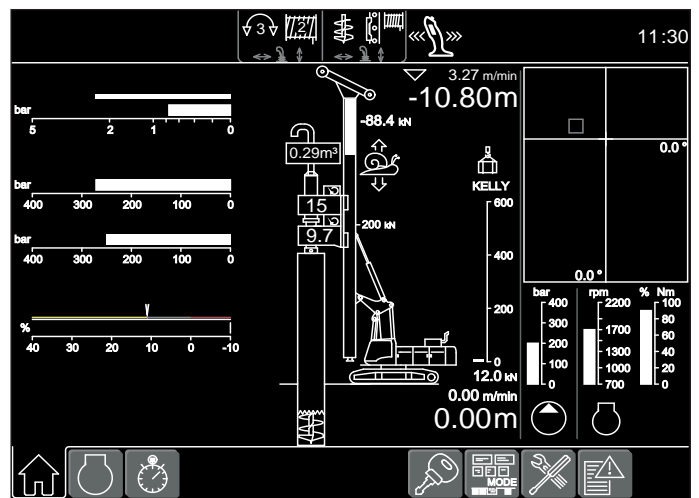 3 2 11:30
3.27 m/min
-10.80m
bar
5 2 1 0
-88.4 kN
0.29m³
0.0 °
KELLY
bar
400 300 200 100 0
15
600
-200 kN
9.7
bar
400 300 200 100 0
400
0.0 °
bar rpm % Nm
400 2200 100
300 1700 80
200 1300 60
100 1000 40
0 700 20
0
200
%
40 30 20 10 0 -10
0
12.0 kN
0.00 m/min
0.00m
MODE